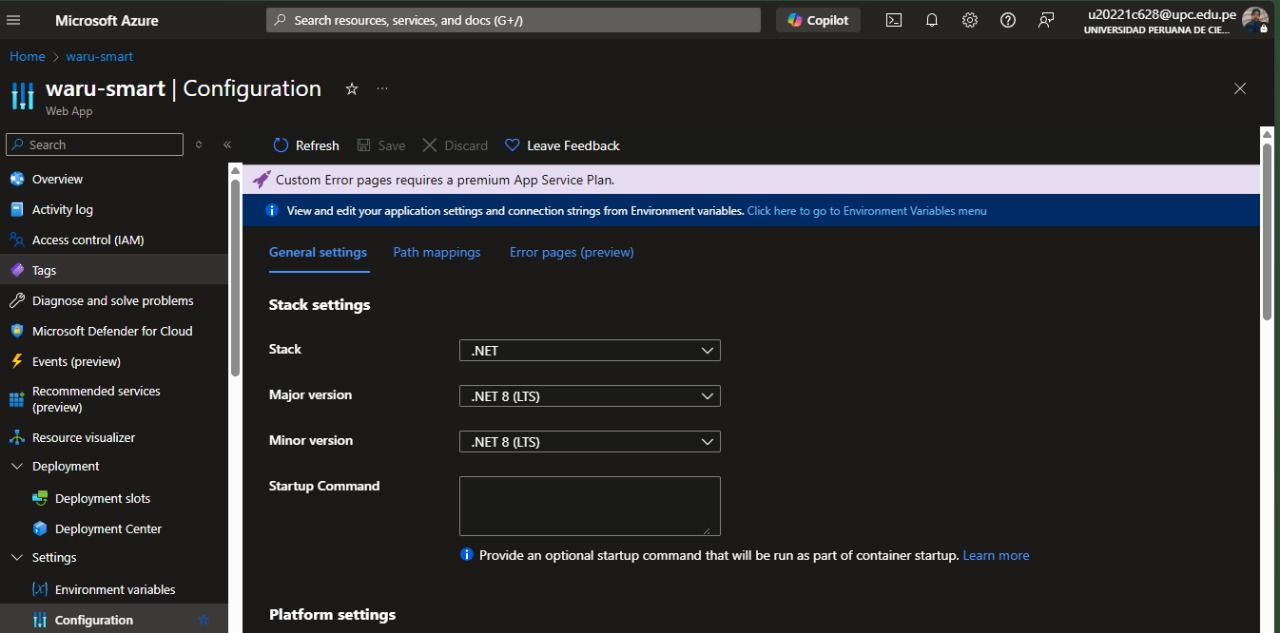 Microsoft Azure
Search resources, services, and docs (G+/)
Copilot
u20221c628@upc.edu.pe
UNIVERSIDAD PERUANA DE CIE...
Home > waru-smart
waru-smart | Configuration
Web App
Search
Refresh
Save
Discard
Leave Feedback
Overview
Activity log
Access control (IAM)
Tags
Diagnose and solve problems
Microsoft Defender for Cloud
Events (preview)
Recommended services
(preview)
Resource visualizer
Deployment
Deployment slots
Deployment Center
Settings
Environment variables
Configuration
Custom Error pages requires a premium App Service Plan.
View and edit your application settings and connection strings from Environment variables. Click here to go to Environment Variables menu
General settings
Path mappings
Error pages (preview)
Stack settings
Stack
.NET
Major version
.NET 8 (LTS)
Minor version
.NET 8 (LTS)
Startup Command
Provide an optional startup command that will be run as part of container startup. Learn more
Platform settings